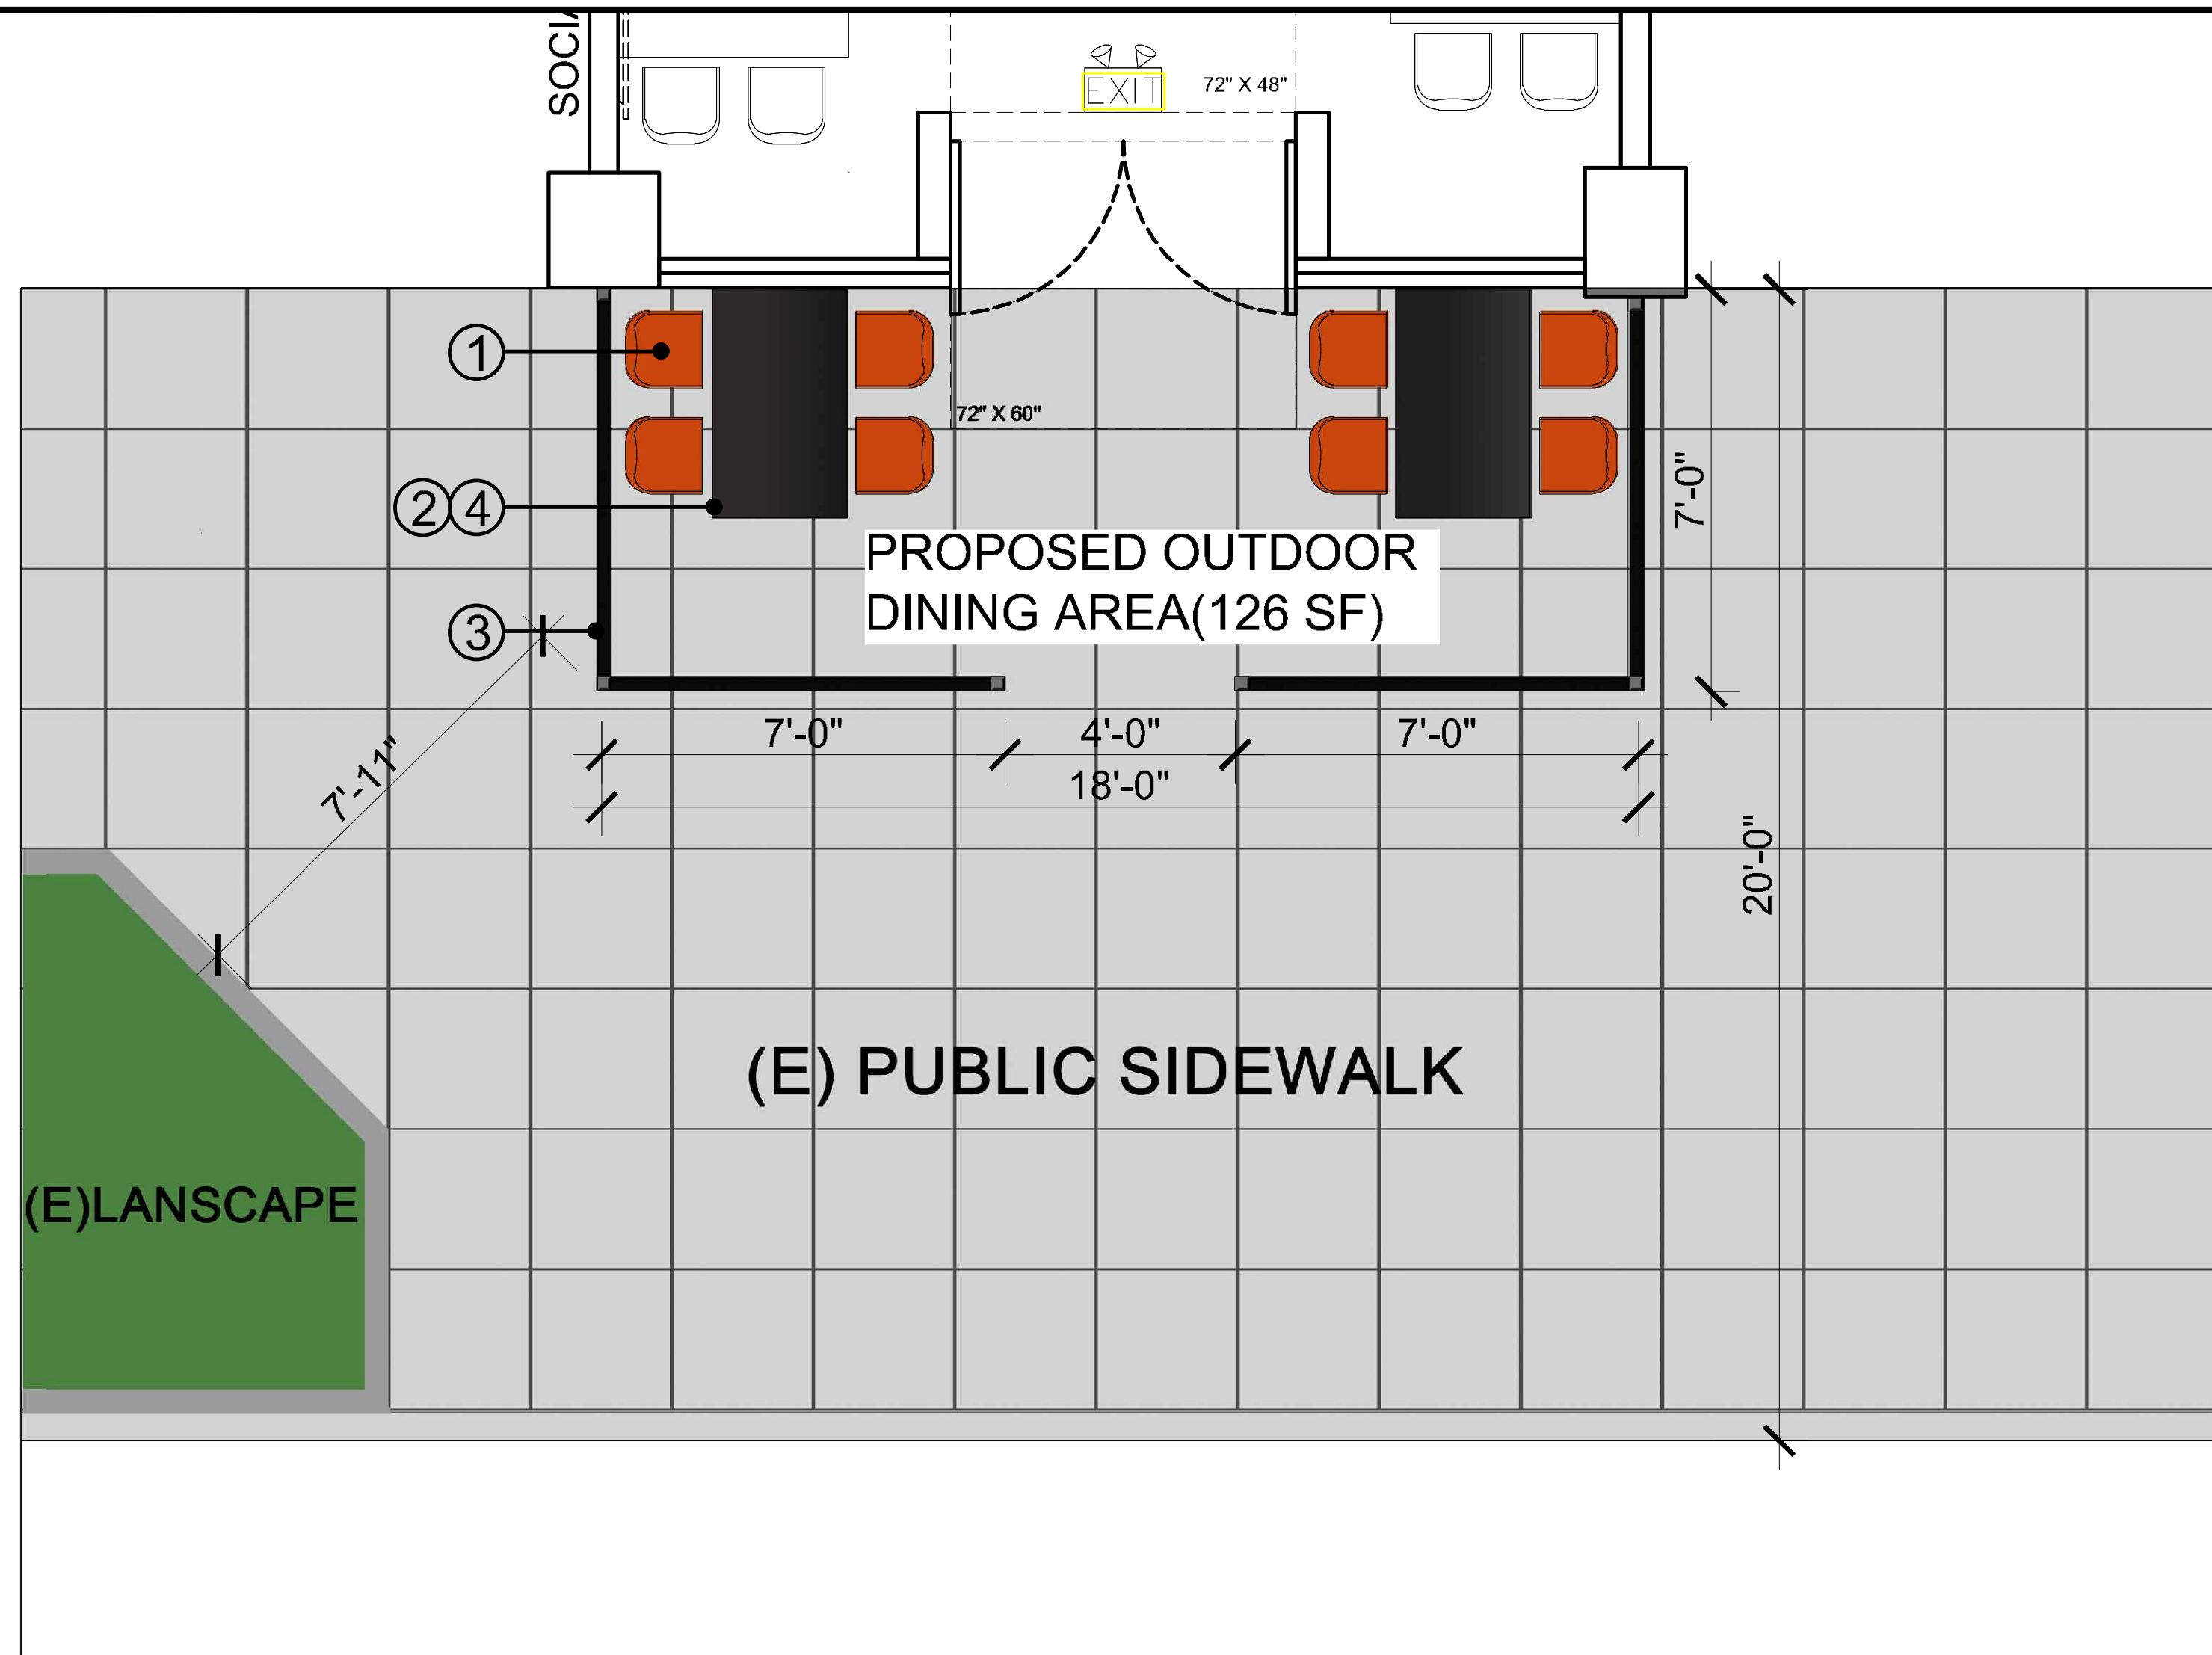 EXIT
72" X 48"
1
72" X 60"
2 4
PROPOSED OUTDOOR
DINING AREA(126 SF)
3
7'-0"
7'-0"
4'-0"
7'-0"
18'-0"
7'-11"
20'-0"
(E) PUBLIC SIDEWALK
(E)LANSCAPE